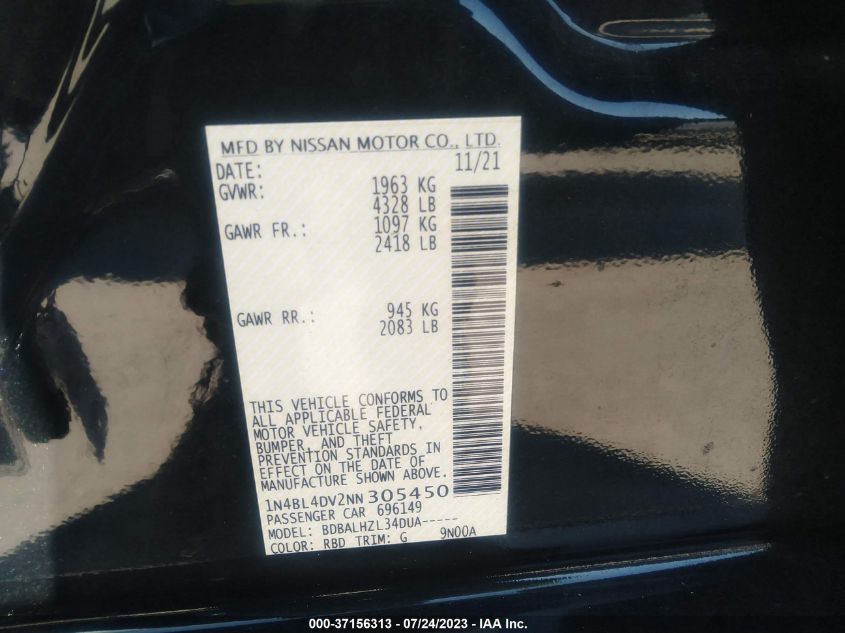 MFD BY NISSAN MOTOR CO., LTD.
DATE: 11/21
GVWR: 1963 KG
4328 LB
GAWR FR.: 1097 KG
2418 LB
GAWR RR.: 945 KG
2083 LB
THIS VEHICLE CONFORMS TO
ALL APPLICABLE FEDERAL
MOTOR VEHICLE SAFETY,
BUMPER, AND THEFT
PREVENTION STANDARDS IN
EFFECT ON THE DATE OF
MANUFACTURE SHOWN ABOVE.
1N4BL4DV2NN305450
PASSENGER CAR 696149
MODEL: BDBALHZL34DUA-----
COLOR: RBD TRIM: G 9N00A
000-37156313 - 07/24/2023 - IAA Inc.